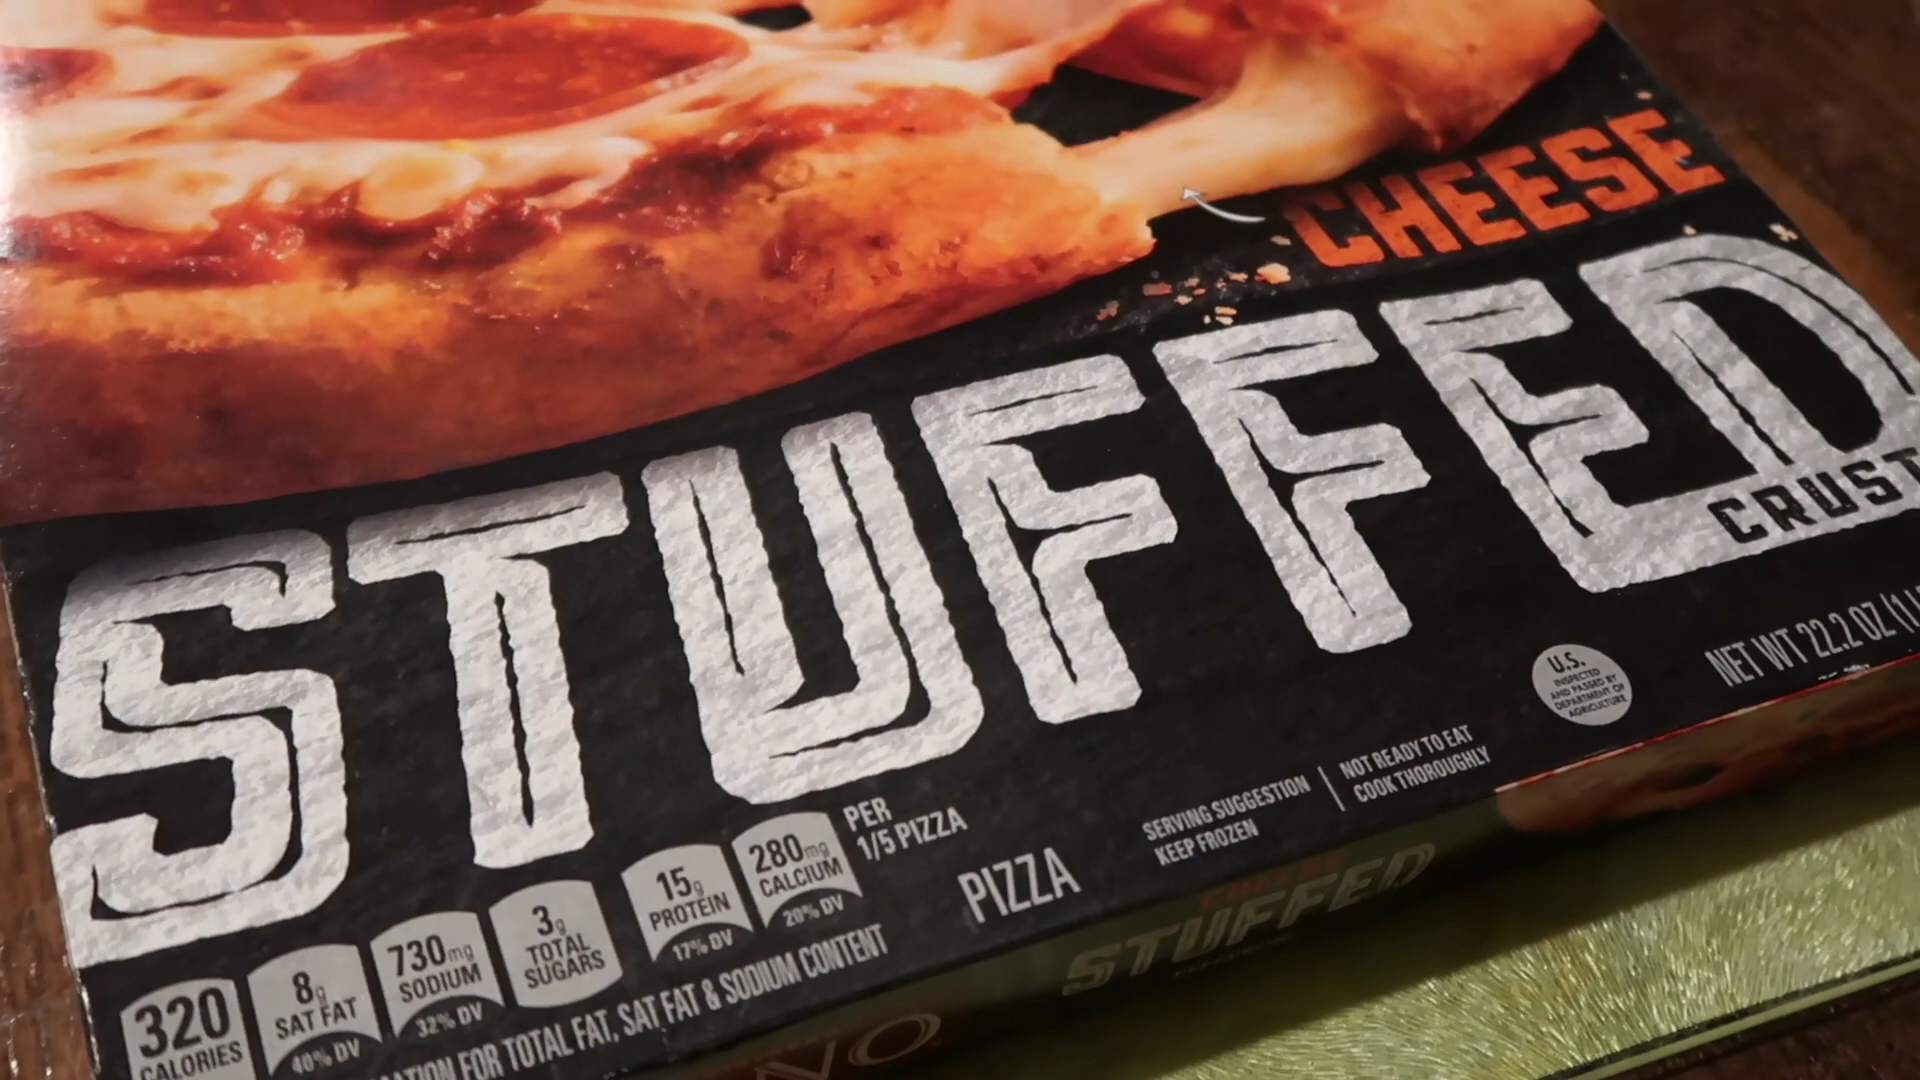 CHEESE
STUFFED
CRUST
NET WT 22.2 OZ (1
U.S.
INSPECTED
AND PASSED BY
DEPARTMENT OF
AGRICULTURE
NOT READY TO EAT
COOK THOROUGHLY
SERVING SUGGESTION
KEEP FROZEN
PIZZA
PER
1/5 PIZZA
320
CALORIES
8g
SAT FAT
40% DV
730mg
SODIUM
32% DV
3g
TOTAL
SUGARS
15g
PROTEIN
17% DV
280mg
CALCIUM
20% DV
FOR TOTAL FAT, SAT FAT & SODIUM CONTENT
STUFFED